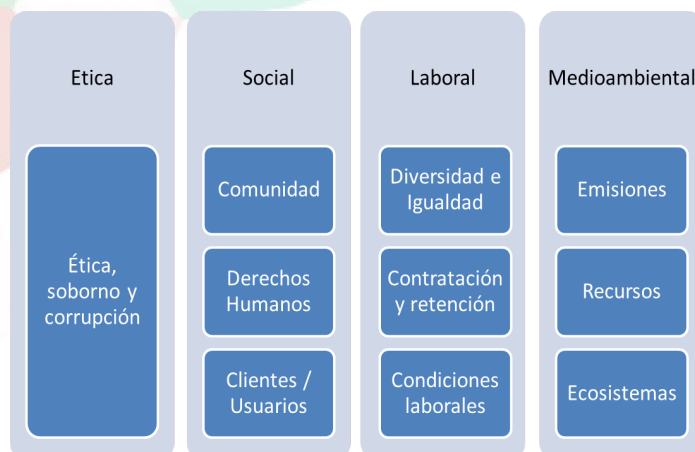 Etica
Ética,
soborno y
corrupción
Social
Comunidad
Derechos
Humanos
Clientes /
Usuarios
Laboral
Diversidad e
Igualdad
Contratación
y retención
Condiciones
laborales
Medioambiental
Emisiones
Recursos
Ecosistemas